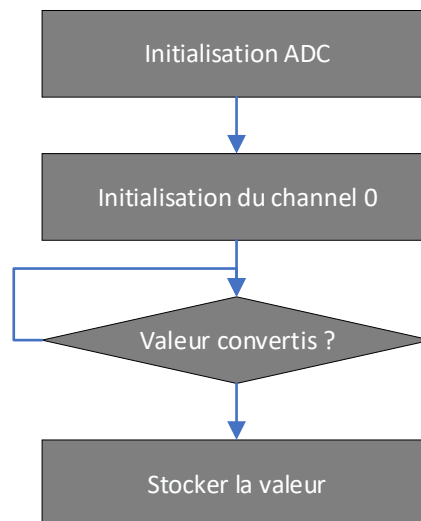 Initialisation ADC
Initialisation du channel 0
Valeur convertis ?
Stocker la valeur